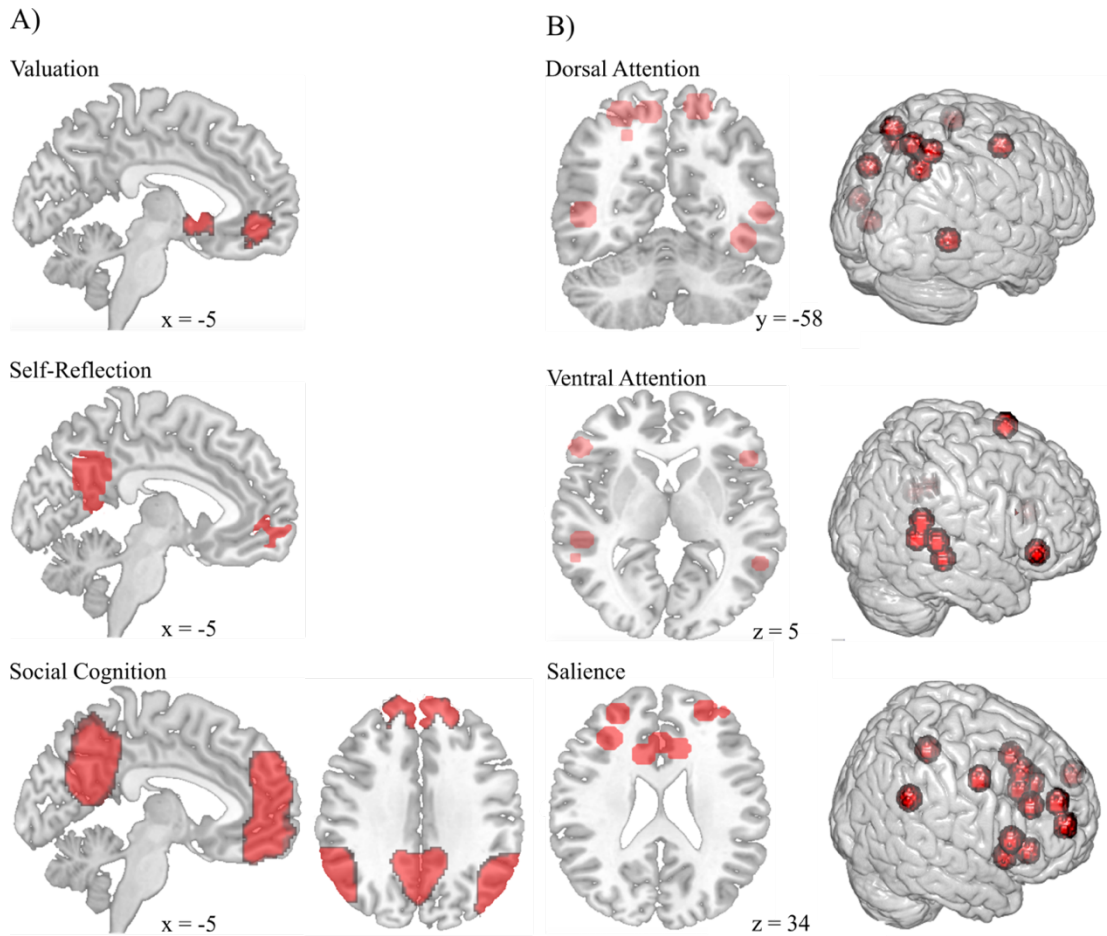 A)
Valuation
x = -5
Self-Reflection
x = -5
Social Cognition
x = -5
B)
Dorsal Attention
y = -58
Ventral Attention
z = 5
Salience
z = 34